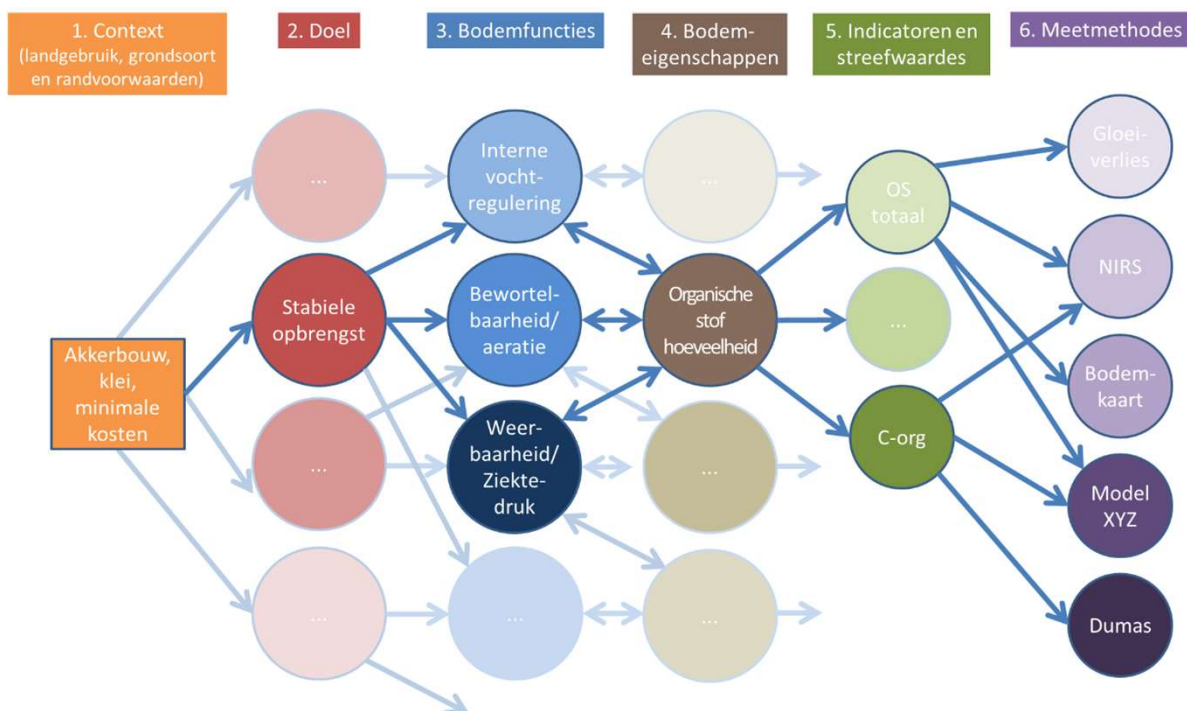 1. Context
(landgebruik, grondsoort
en randvoorwaarden)
2. Doel
3. Bodemfuncties
4. Bodem-
eigenschappen
5. Indicatoren en
streefwaardes
6. Meetmethodes
Akkerbouw,
klei,
minimale
kosten
...
Stabiele
opbrengst
...
...
Interne
vocht-
regulering
Bewortel-
baarheid/
aeratie
Weer-
baarheid/
Ziekte-
druk
...
...
Organische
stof
hoeveelheid
...
...
OS
totaal
...
C-org
Gloei-
verlies
NIRS
Bodem-
kaart
Model
XYZ
Dumas